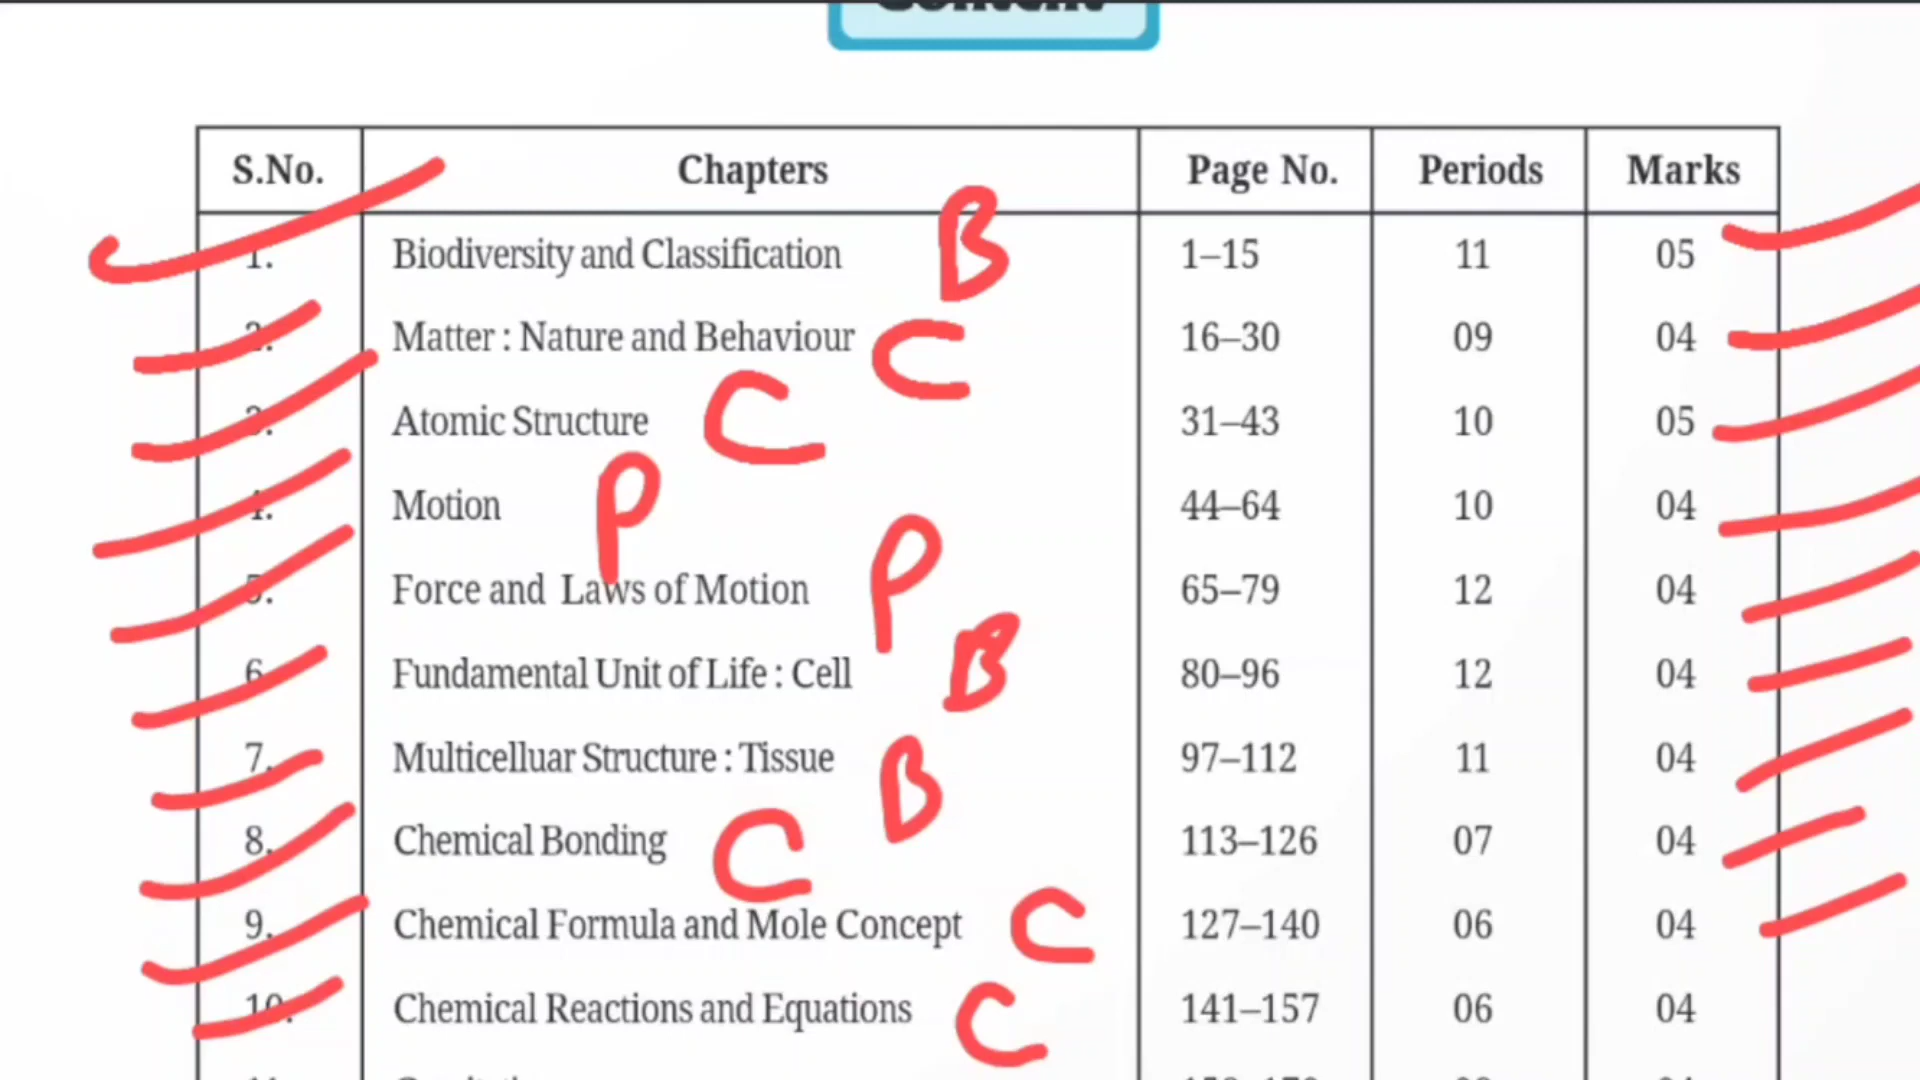 Content
S.No. Chapters Page No. Periods Marks
1. Biodiversity and Classification B 1–15 11 05
2. Matter : Nature and Behaviour C 16–30 09 04
3. Atomic Structure C 31–43 10 05
4. Motion P 44–64 10 04
5. Force and Laws of Motion P 65–79 12 04
6. Fundamental Unit of Life : Cell B 80–96 12 04
7. Multicelluar Structure : Tissue B 97–112 11 04
8. Chemical Bonding C 113–126 07 04
9. Chemical Formula and Mole Concept C 127–140 06 04
10. Chemical Reactions and Equations C 141–157 06 04